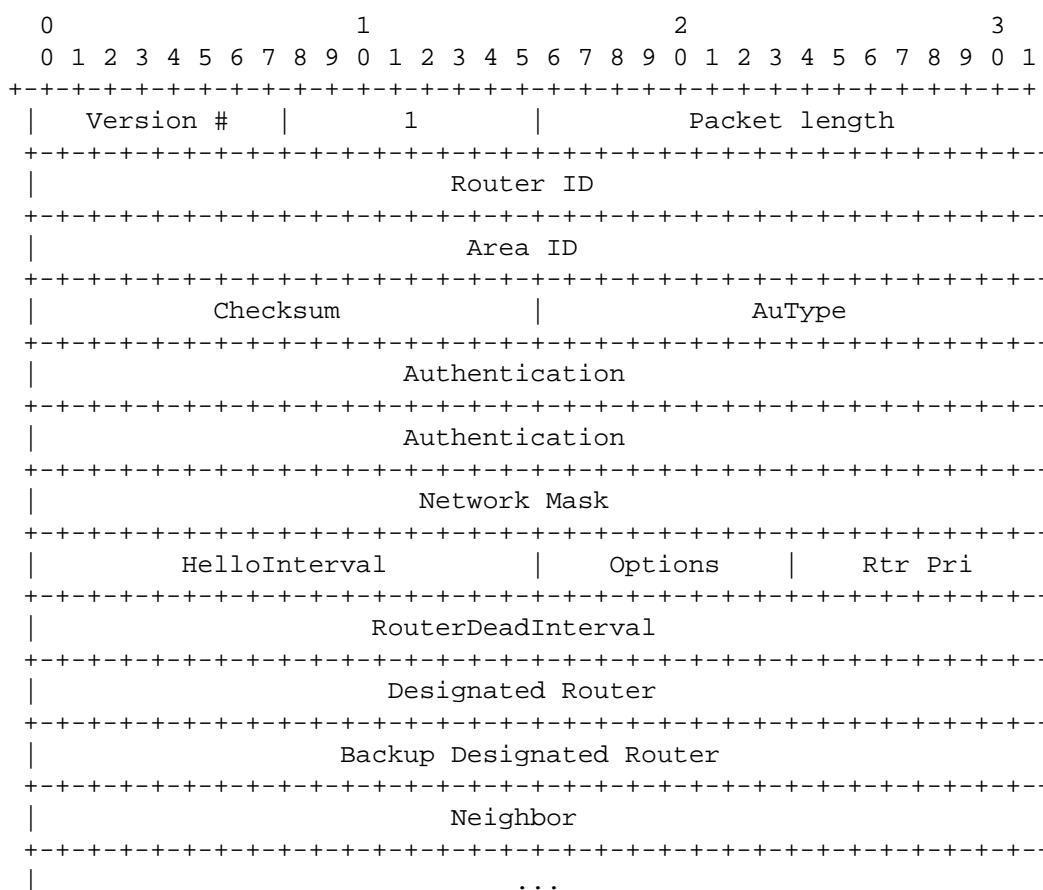 0                   1                   2                   3
0 1 2 3 4 5 6 7 8 9 0 1 2 3 4 5 6 7 8 9 0 1 2 3 4 5 6 7 8 9 0 1
+-+-+-+-+-+-+-+-+-+-+-+-+-+-+-+-+-+-+-+-+-+-+-+-+-+-+-+-+-+-+-+-+
|   Version #   |       1       |         Packet length
+-+-+-+-+-+-+-+-+-+-+-+-+-+-+-+-+-+-+-+-+-+-+-+-+-+-+-+-+-+-+-+--
|                          Router ID
+-+-+-+-+-+-+-+-+-+-+-+-+-+-+-+-+-+-+-+-+-+-+-+-+-+-+-+-+-+-+-+--
|                           Area ID
+-+-+-+-+-+-+-+-+-+-+-+-+-+-+-+-+-+-+-+-+-+-+-+-+-+-+-+-+-+-+-+--
|           Checksum            |             AuType
+-+-+-+-+-+-+-+-+-+-+-+-+-+-+-+-+-+-+-+-+-+-+-+-+-+-+-+-+-+-+-+--
|                       Authentication
+-+-+-+-+-+-+-+-+-+-+-+-+-+-+-+-+-+-+-+-+-+-+-+-+-+-+-+-+-+-+-+--
|                       Authentication
+-+-+-+-+-+-+-+-+-+-+-+-+-+-+-+-+-+-+-+-+-+-+-+-+-+-+-+-+-+-+-+--
|                        Network Mask
+-+-+-+-+-+-+-+-+-+-+-+-+-+-+-+-+-+-+-+-+-+-+-+-+-+-+-+-+-+-+-+--
|         HelloInterval         |    Options    |    Rtr Pri
+-+-+-+-+-+-+-+-+-+-+-+-+-+-+-+-+-+-+-+-+-+-+-+-+-+-+-+-+-+-+-+--
|                     RouterDeadInterval
+-+-+-+-+-+-+-+-+-+-+-+-+-+-+-+-+-+-+-+-+-+-+-+-+-+-+-+-+-+-+-+--
|                      Designated Router
+-+-+-+-+-+-+-+-+-+-+-+-+-+-+-+-+-+-+-+-+-+-+-+-+-+-+-+-+-+-+-+--
|                   Backup Designated Router
+-+-+-+-+-+-+-+-+-+-+-+-+-+-+-+-+-+-+-+-+-+-+-+-+-+-+-+-+-+-+-+--
|                          Neighbor
+-+-+-+-+-+-+-+-+-+-+-+-+-+-+-+-+-+-+-+-+-+-+-+-+-+-+-+-+-+-+-+--
|                              ...